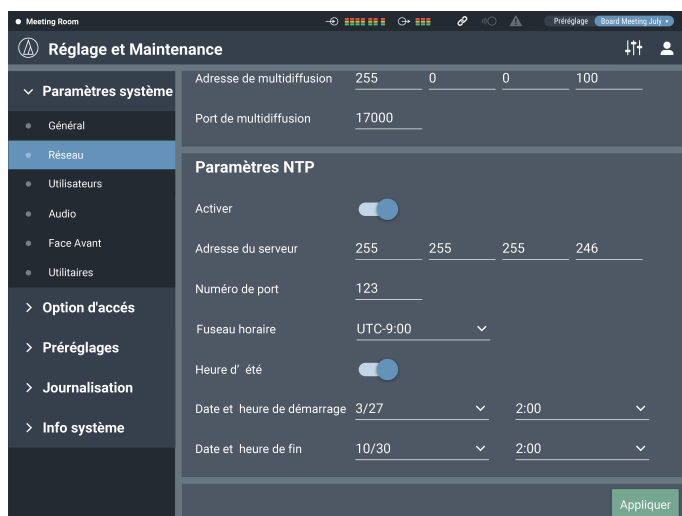 Meeting Room Préréglage Board Meeting July
Réglage et Maintenance
Paramètres système
Général
Réseau
Utilisateurs
Audio
Face Avant
Utilitaires
Option d'accés
Préréglages
Journalisation
Info système
Adresse de multidiffusion 255 0 0 100
Port de multidiffusion 17000
Paramètres NTP
Activer
Adresse du serveur 255 255 255 246
Numéro de port 123
Fuseau horaire UTC-9:00
Heure d' été
Date et heure de démarrage 3/27 2:00
Date et heure de fin 10/30 2:00
Appliquer